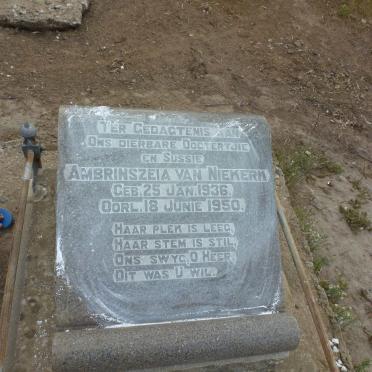 TER GEDAGTENIS VAN
ONS DIERBARE DOGTERTJIE
EN SUSSIE
AMBRINSZEIA VAN NIEKERK
GEB. 25 JAN. 1936
OORL. 18 JUNIE 1950.
HAAR PLEK IS LEEG,
HAAR STEM IS STIL,
ONS SWYG, O HEER,
DIT WAS U WIL.